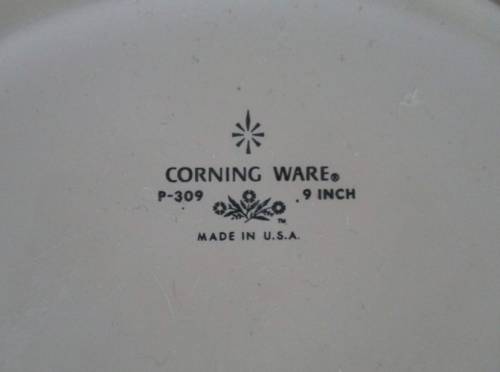 CORNING WARE®
P-309 9 INCH
™
MADE IN U.S.A.